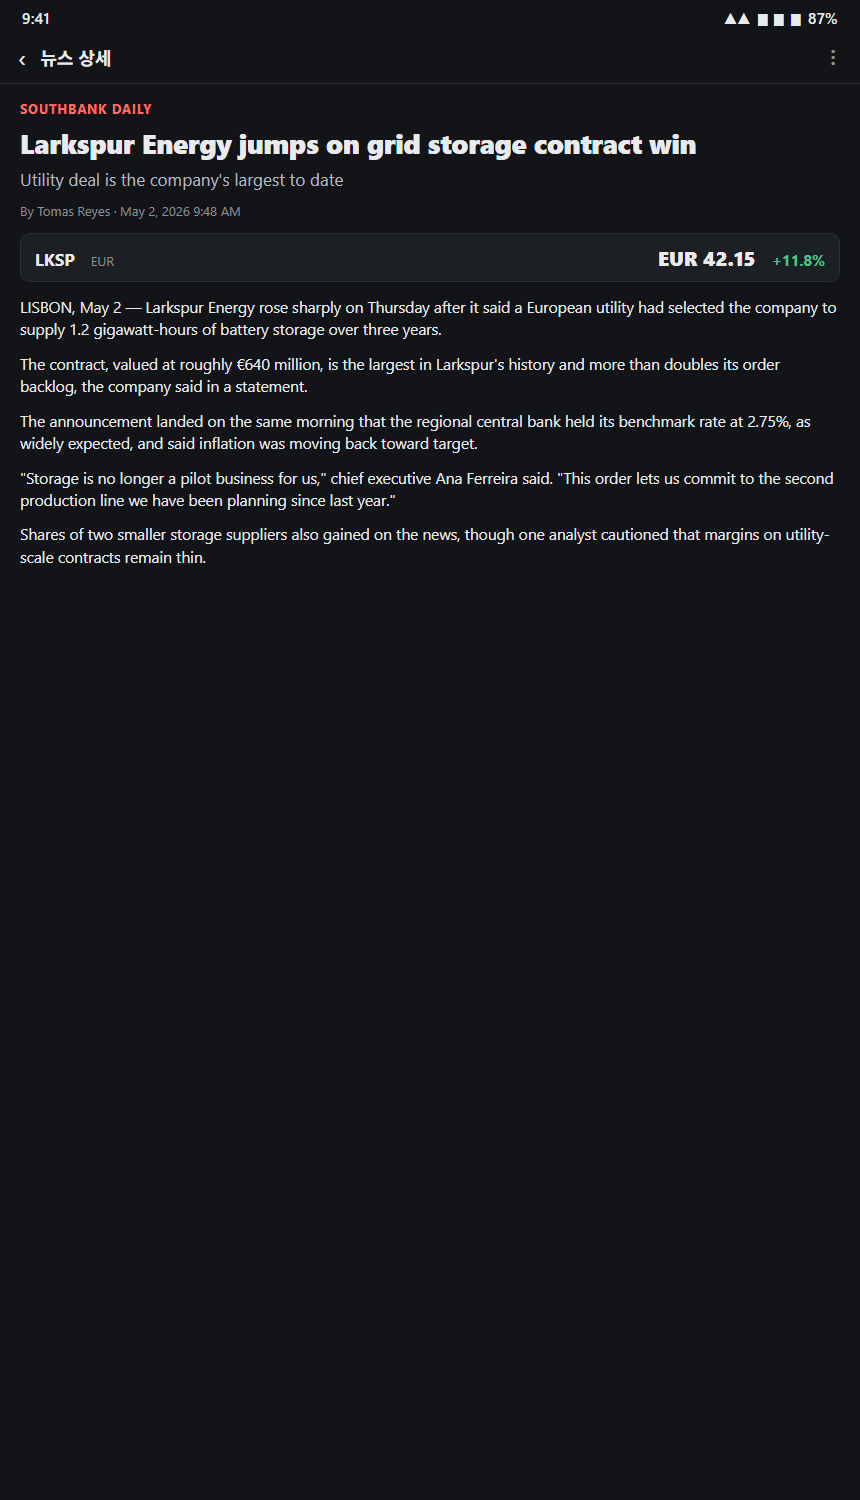 9:41
87%
‹ 뉴스 상세
SOUTHBANK DAILY
Larkspur Energy jumps on grid storage contract win
Utility deal is the company's largest to date
By Tomas Reyes · May 2, 2026 9:48 AM
LKSP EUR EUR 42.15 +11.8%
LISBON, May 2 — Larkspur Energy rose sharply on Thursday after it said a European utility had selected the company to
supply 1.2 gigawatt-hours of battery storage over three years.
The contract, valued at roughly €640 million, is the largest in Larkspur's history and more than doubles its order
backlog, the company said in a statement.
The announcement landed on the same morning that the regional central bank held its benchmark rate at 2.75%, as
widely expected, and said inflation was moving back toward target.
"Storage is no longer a pilot business for us," chief executive Ana Ferreira said. "This order lets us commit to the second
production line we have been planning since last year."
Shares of two smaller storage suppliers also gained on the news, though one analyst cautioned that margins on utility-
scale contracts remain thin.